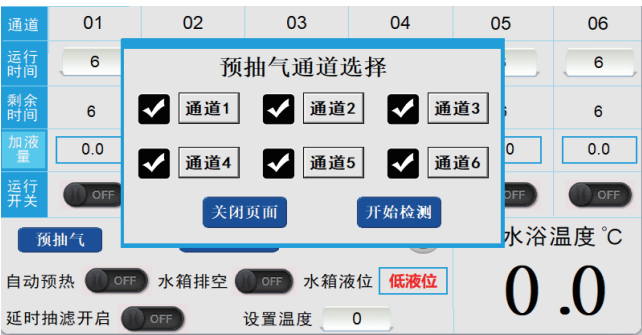 通道 01 02 03 04 05 06
运行时间 6 6
剩余时间 6 6
加液量 0.0 0 0.0
运行开关 OFF OFF OFF
预抽气通道选择
通道1 通道2 通道3
通道4 通道5 通道6
关闭页面 开始检测
预抽气 水浴温度℃
自动预热 OFF 水箱排空 OFF 水箱液位 低液位
0.0
延时抽滤开启 OFF 设置温度 0